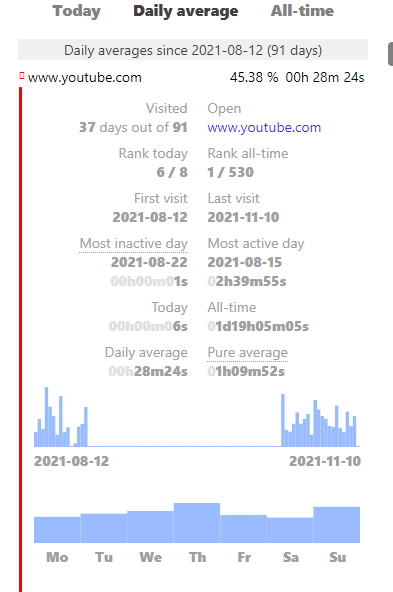 Today Daily average All-time
Daily averages since 2021-08-12 (91 days)
www.youtube.com 45.38 % 00h 28m 24s
Visited Open
37 days out of 91 www.youtube.com
Rank today Rank all-time
6 / 8 1 / 530
First visit Last visit
2021-08-12 2021-11-10
Most inactive day Most active day
2021-08-22 2021-08-15
00h00m01s 02h39m55s
Today All-time
00h00m06s 01d19h05m05s
Daily average Pure average
00h28m24s 01h09m52s
2021-08-12 2021-11-10
Mo Tu We Th Fr Sa Su